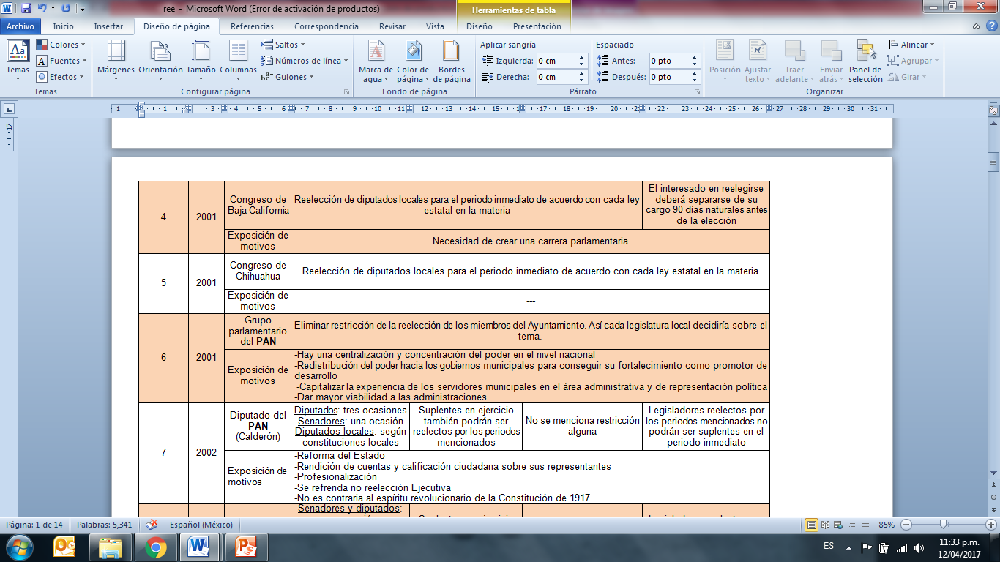 ree - Microsoft Word (Error de activación de productos)
Herramientas de tabla
Archivo Inicio Insertar Diseño de página Referencias Correspondencia Revisar Vista Diseño Presentación
Temas
Colores
Fuentes
Efectos
Temas
Márgenes Orientación Tamaño Columnas
Saltos
Números de línea
Guiones
Configurar página
Marca de agua
Color de página
Bordes de página
Fondo de página
Aplicar sangría
Izquierda: 0 cm
Derecha: 0 cm
Espaciado
Antes: 0 pto
Después: 0 pto
Párrafo
Posición
Ajustar texto
Traer adelante
Enviar atrás
Panel de selección
Alinear
Agrupar
Girar
Organizar
1 1 3 4 5 6 7 8 9 10 11 12 13 14 15 17 18 19 20 22 23 24 25 26 27 28 29 30 31
17
4
2001
Congreso de
Baja California
Reelección de diputados locales para el periodo inmediato de acuerdo con cada ley
estatal en la materia
El interesado en reelegirse
deberá separarse de su
cargo 90 días naturales antes
de la elección
Exposición de
motivos
Necesidad de crear una carrera parlamentaria
5
2001
Congreso de
Chihuahua
Reelección de diputados locales para el periodo inmediato de acuerdo con cada ley estatal en la materia
Exposición de
motivos
---
6
2001
Grupo
parlamentario
del PAN
Eliminar restricción de la reelección de los miembros del Ayuntamiento. Así cada legislatura local decidiría sobre el
tema.
Exposición de
motivos
-Hay una centralización y concentración del poder en el nivel nacional
-Redistribución del poder hacia los gobiernos municipales para conseguir su fortalecimiento como promotor de
desarrollo
-Capitalizar la experiencia de los servidores municipales en el área administrativa y de representación política
-Dar mayor viabilidad a las administraciones
7
2002
Diputado del
PAN
(Calderón)
Diputados: tres ocasiones
Senadores: una ocasión
Diputados locales: según
constituciones locales
Suplentes en ejercicio
también podrán ser
reelectos por los periodos
mencionados
No se menciona restricción
alguna
Legisladores reelectos por
los periodos mencionados no
podrán ser suplentes en el
periodo inmediato
Exposición de
motivos
-Reforma del Estado
-Rendición de cuentas y calificación ciudadana sobre sus representantes
-Profesionalización
-Se refrenda no reelección Ejecutiva
-No es contraria al espíritu revolucionario de la Constitución de 1917
Senadores y diputados:
Página: 1 de 14 Palabras: 5,341 Español (México) 85%
ES
11:33 p.m.
12/04/2017